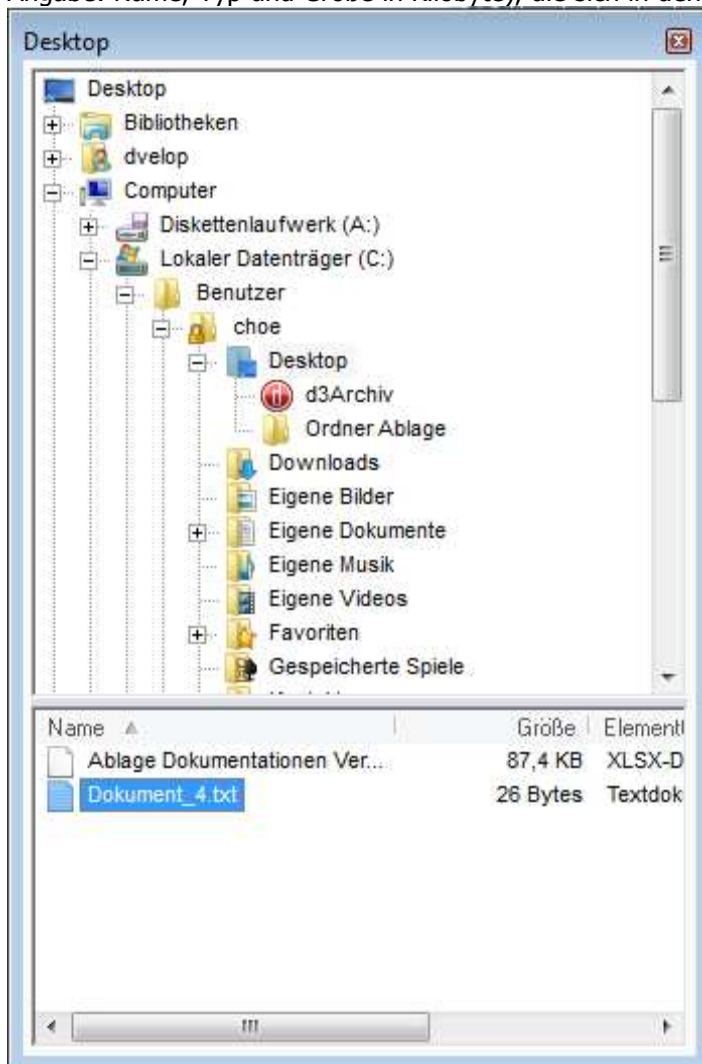 Angabe: Name, Typ und Größe in Kilobyte), die sich in dem
Desktop
Desktop
Bibliotheken
dvelop
Computer
Diskettenlaufwerk (A:)
Lokaler Datenträger (C:)
Benutzer
choe
Desktop
d3Archiv
Ordner Ablage
Downloads
Eigene Bilder
Eigene Dokumente
Eigene Musik
Eigene Videos
Favoriten
Gespeicherte Spiele
Name Größe Elementt
Ablage Dokumentationen Ver... 87,4 KB XLSX-D
Dokument_4.txt 26 Bytes Textdok